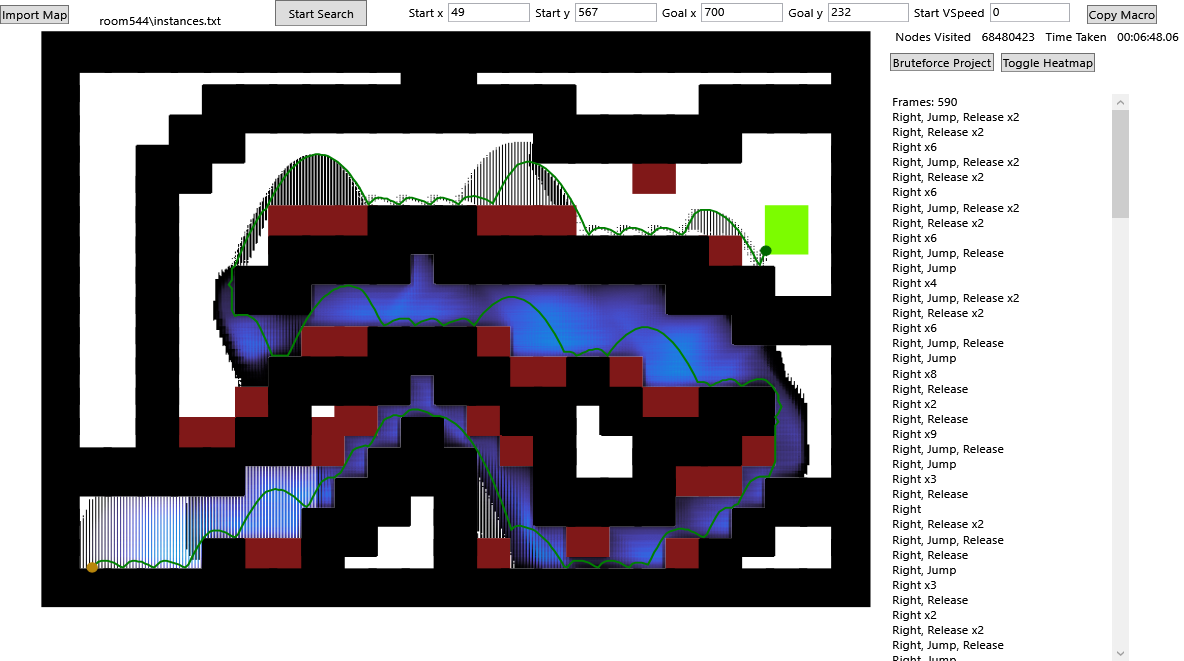 Import Map
room544\instances.txt
Start Search
Start x 49 Start y 567 Goal x 700 Goal y 232 Start VSpeed 0
Copy Macro
Nodes Visited 68480423 Time Taken 00:06:48.06
Bruteforce Project Toggle Heatmap
Frames: 590
Right, Jump, Release x2
Right, Release x2
Right x6
Right, Jump, Release x2
Right, Release x2
Right x6
Right, Jump, Release x2
Right, Release x2
Right x6
Right, Jump, Release
Right, Jump
Right x4
Right, Jump, Release x2
Right, Release x2
Right x6
Right, Jump, Release
Right, Jump
Right x8
Right, Release
Right x2
Right, Release
Right x9
Right, Jump, Release
Right, Jump
Right x3
Right, Release
Right
Right, Release x2
Right, Jump, Release
Right, Release
Right, Jump
Right x3
Right, Release
Right x2
Right, Release x2
Right, Jump, Release
Right, Jump